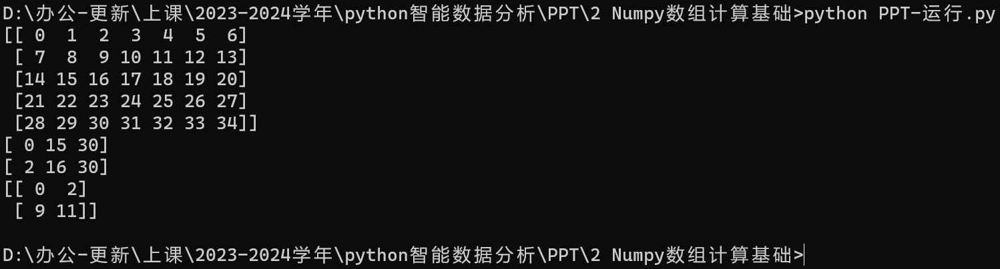 D:\办公-更新\上课\2023-2024学年\python智能数据分析\PPT\2 Numpy数组计算基础>python PPT-运行.py
[[ 0  1  2  3  4  5  6]
 [ 7  8  9 10 11 12 13]
 [14 15 16 17 18 19 20]
 [21 22 23 24 25 26 27]
 [28 29 30 31 32 33 34]]
[ 0 15 30]
[ 2 16 30]
[[ 0  2]
 [ 9 11]]
D:\办公-更新\上课\2023-2024学年\python智能数据分析\PPT\2 Numpy数组计算基础>